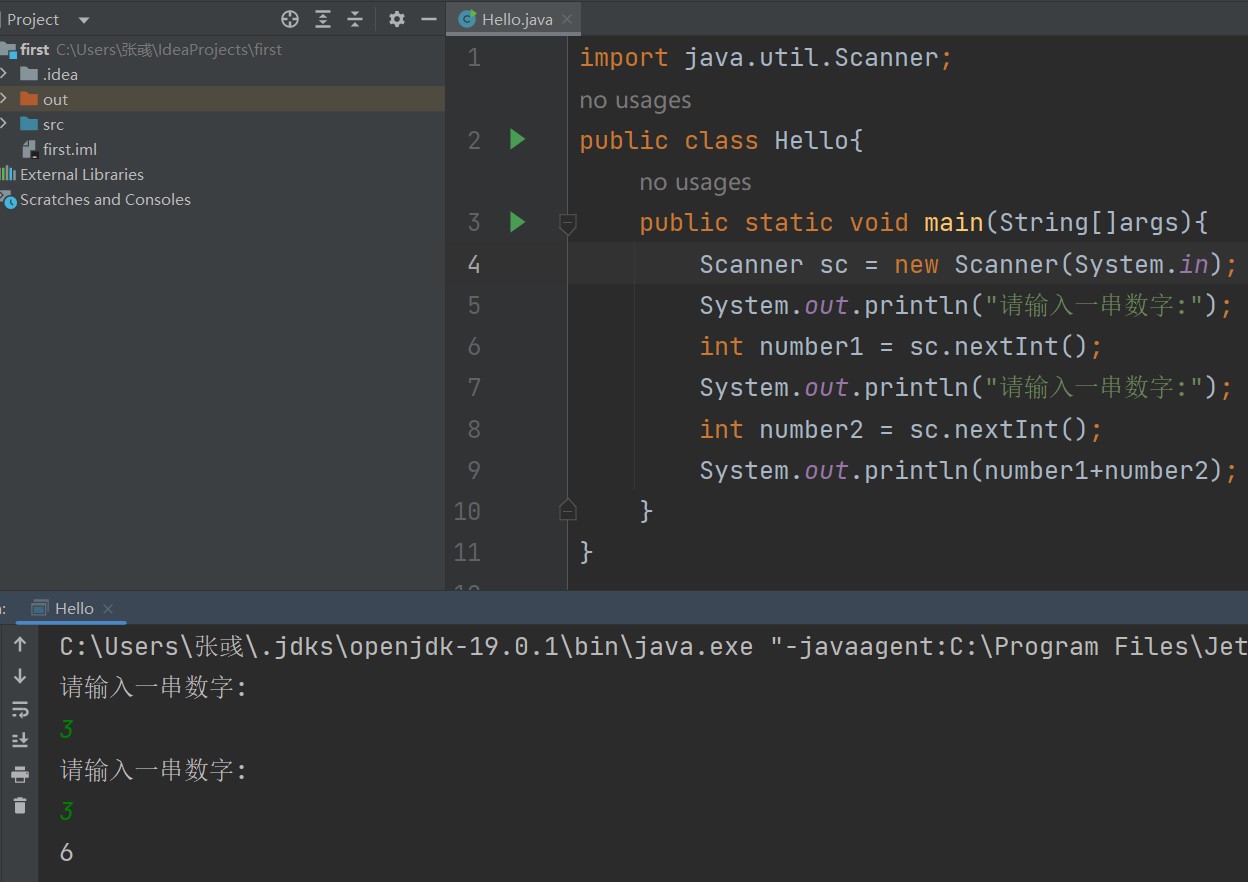 Project
first C:\Users\张彧\IdeaProjects\first
.idea
out
src
first.iml
External Libraries
Scratches and Consoles
Hello.java
1 import java.util.Scanner;
no usages
2 public class Hello{
no usages
3 public static void main(String[]args){
4 Scanner sc = new Scanner(System.in);
5 System.out.println("请输入一串数字:");
6 int number1 = sc.nextInt();
7 System.out.println("请输入一串数字:");
8 int number2 = sc.nextInt();
9 System.out.println(number1+number2);
10 }
11 }
Hello
C:\Users\张彧\.jdks\openjdk-19.0.1\bin\java.exe "-javaagent:C:\Program Files\Jet
请输入一串数字:
3
请输入一串数字:
3
6